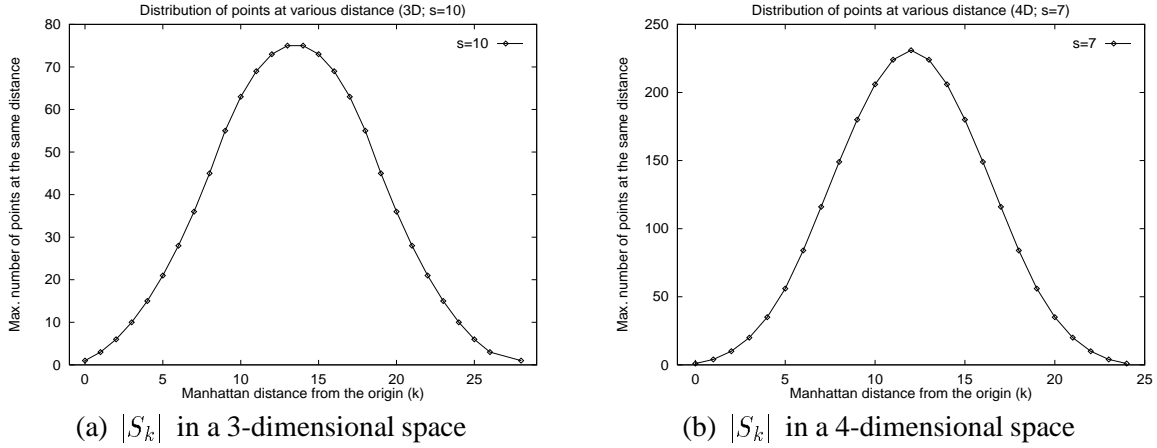 Distribution of points at various distance (3D; s=10)
Max. number of points at the same distance
80
70
60
50
40
30
20
10
0
s=10
0
5
10
15
20
25
Manhattan distance from the origin (k)
(a) |S_k| in a 3-dimensional space
Distribution of points at various distance (4D; s=7)
Max. number of points at the same distance
250
200
150
100
50
0
s=7
0
5
10
15
20
25
Manhattan distance from the origin (k)
(b) |S_k| in a 4-dimensional space